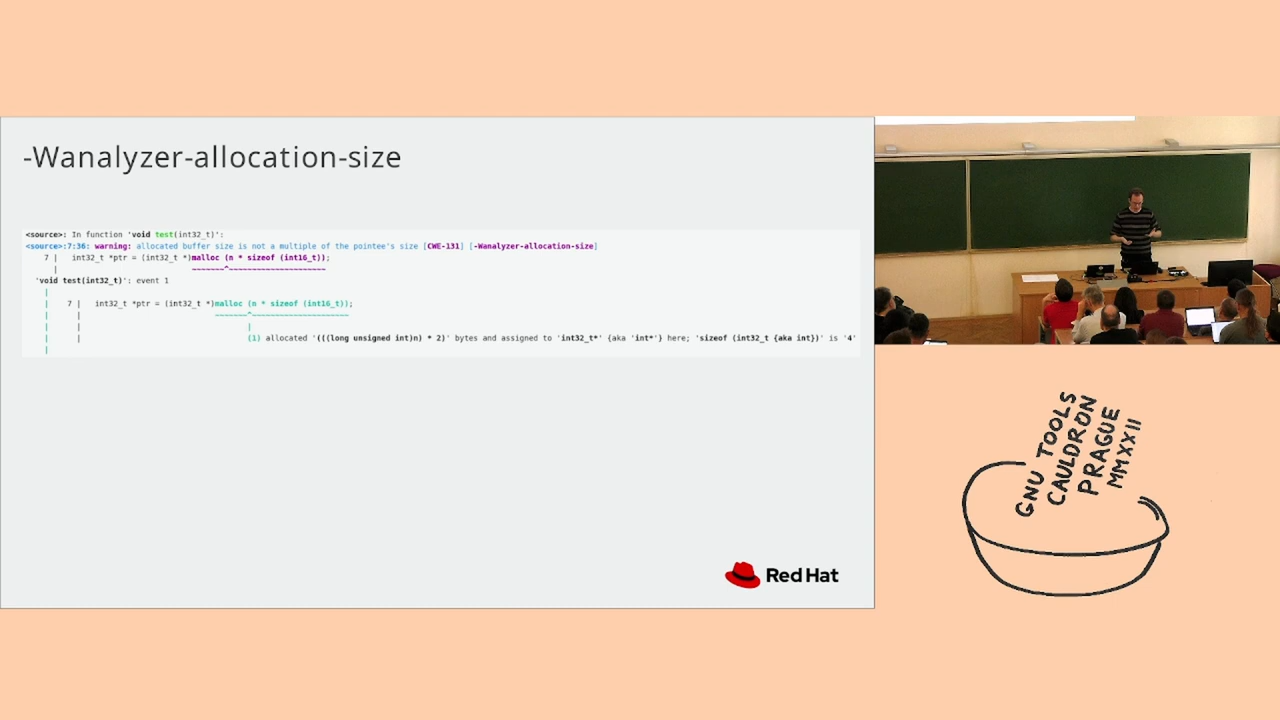 -Wanalyzer-allocation-size
<source>: In function 'void test(int32_t)':
<source>:7:36: warning: allocated buffer size is not a multiple of the pointee's size [CWE-131] [-Wanalyzer-allocation-size]
7 | int32_t *ptr = (int32_t *)malloc (n * sizeof (int16_t));
| ~~~~~~~^~~~~~~~~~~~~~~~~~~~~~
'void test(int32_t)': event 1
|
| 7 | int32_t *ptr = (int32_t *)malloc (n * sizeof (int16_t));
| | ~~~~~~~^~~~~~~~~~~~~~~~~~~~~~
| | |
| | (1) allocated '(((long unsigned int)n) * 2)' bytes and assigned to 'int32_t*' {aka 'int*'} here; 'sizeof (int32_t {aka int})' is '4'
|
Red Hat
GNU TOOLS
CAULDRON
PRAGUE
MMXXII